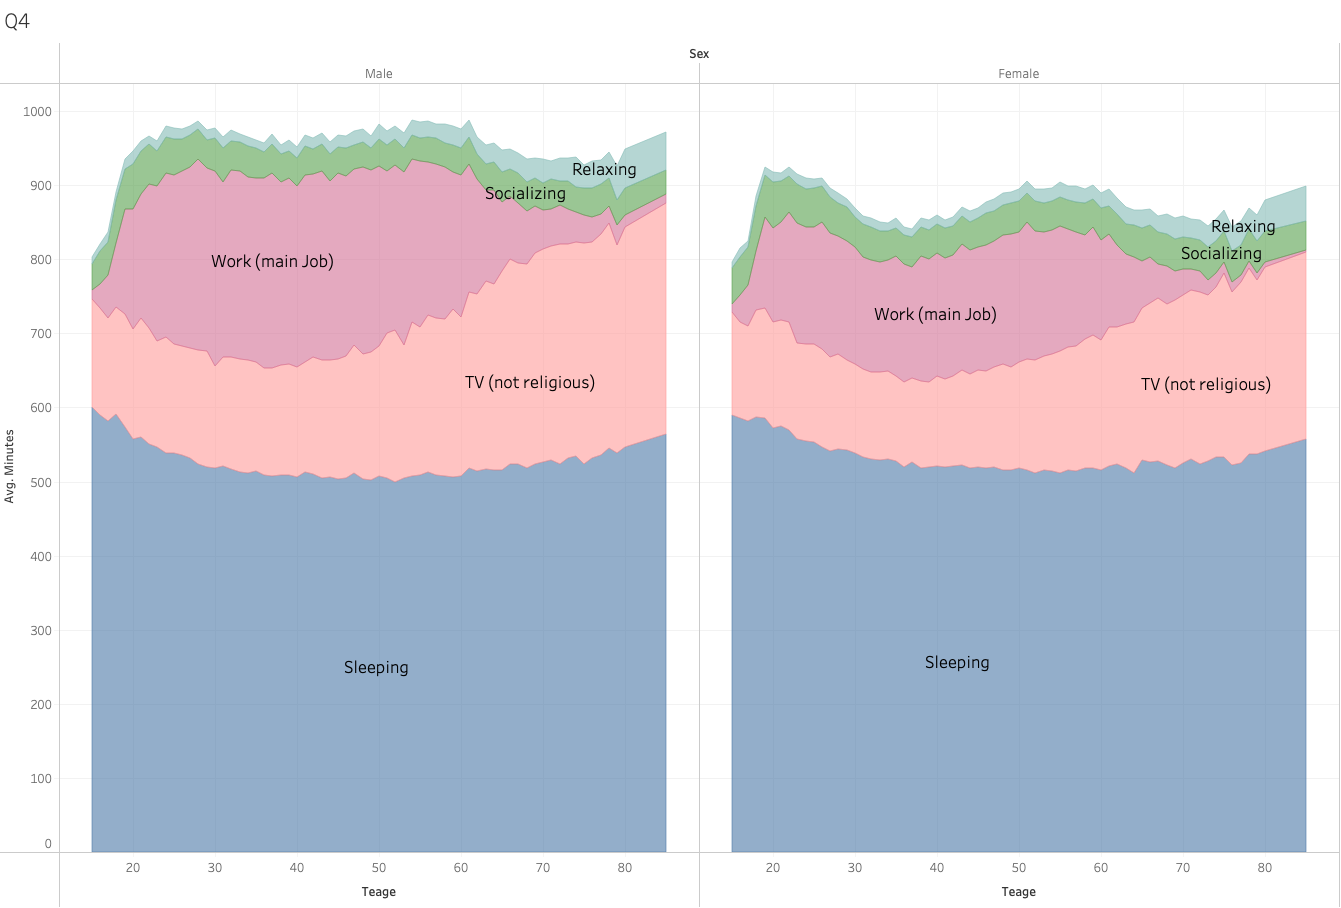 Q4
Sex
Male Female
1000
900
800
700
600
500
400
300
200
100
0
Avg. Minutes
Relaxing
Socializing
Work (main Job)
TV (not religious)
Sleeping
Relaxing
Socializing
Work (main Job)
TV (not religious)
Sleeping
20 30 40 50 60 70 80 20 30 40 50 60 70 80
Teage Teage